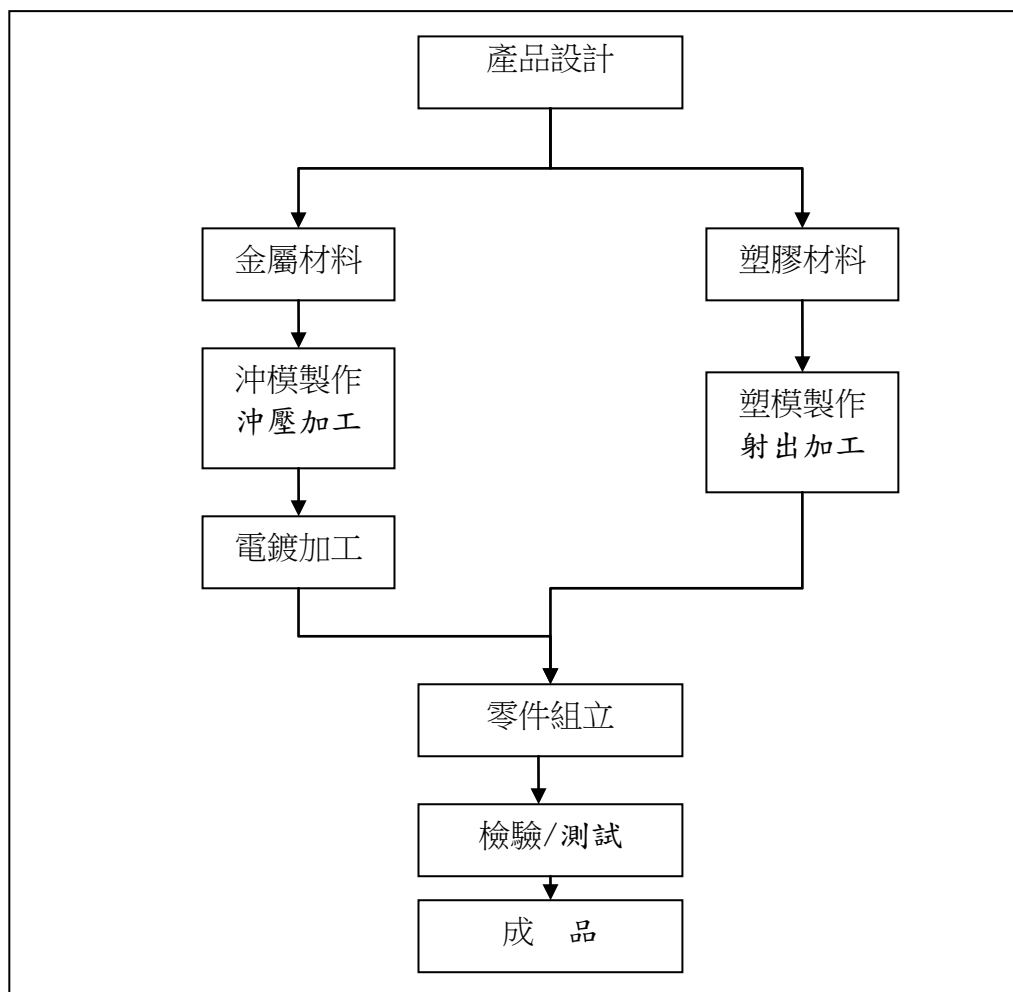 產品設計
金屬材料
塑膠材料
沖模製作
沖壓加工
塑模製作
射出加工
電鍍加工
零件組立
檢驗/測試
成　品